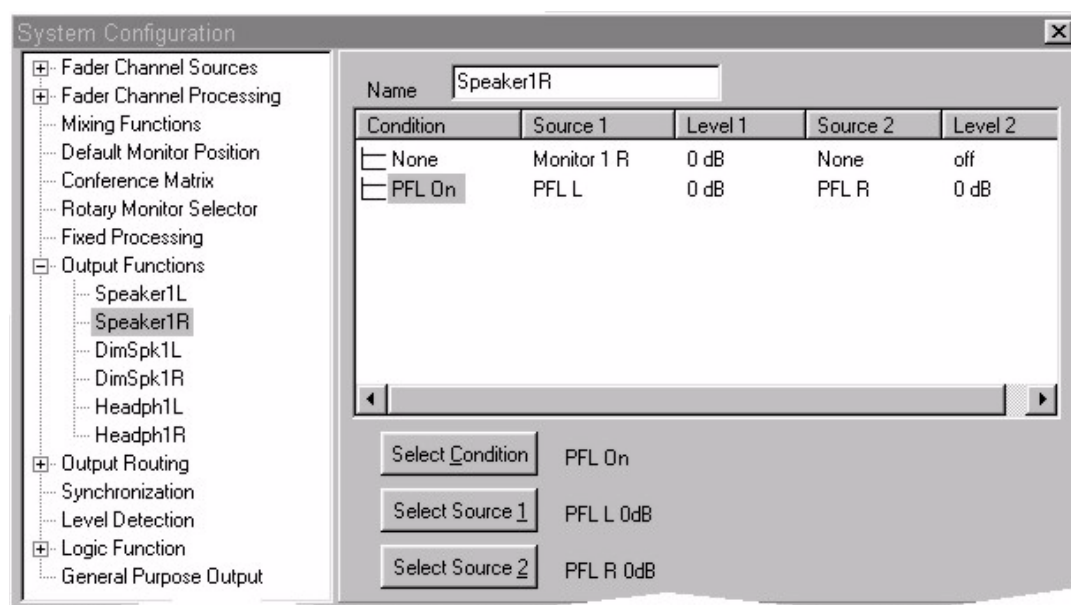 System Configuration
Fader Channel Sources
Fader Channel Processing
Mixing Functions
Default Monitor Position
Conference Matrix
Rotary Monitor Selector
Fixed Processing
Output Functions
Speaker1L
Speaker1R
DimSpk1L
DimSpk1R
Headph1L
Headph1R
Output Routing
Synchronization
Level Detection
Logic Function
General Purpose Output
Name Speaker1R
Condition Source 1 Level 1 Source 2 Level 2
None Monitor 1 R 0 dB None off
PFL On PFL L 0 dB PFL R 0 dB
Select Condition PFL On
Select Source 1 PFL L 0dB
Select Source 2 PFL R 0dB